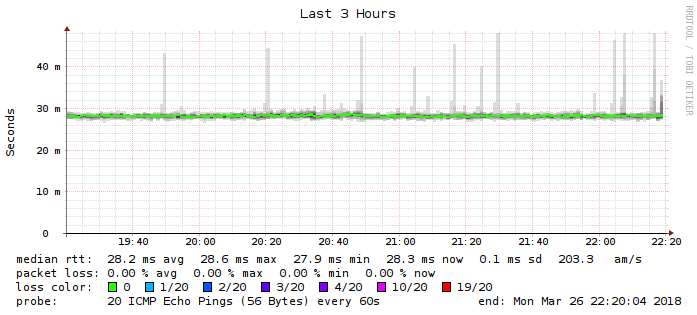 Last 3 Hours
RRDTOOL / TOBI OETIKER
Seconds
40 m
30 m
20 m
10 m
0
19:40 20:00 20:20 20:40 21:00 21:20 21:40 22:00 22:20
median rtt: 28.2 ms avg 28.6 ms max 27.9 ms min 28.3 ms now 0.1 ms sd 203.3 am/s
packet loss: 0.00 % avg 0.00 % max 0.00 % min 0.00 % now
loss color: 0 1/20 2/20 3/20 4/20 10/20 19/20
probe: 20 ICMP Echo Pings (56 Bytes) every 60s end: Mon Mar 26 22:20:04 2018